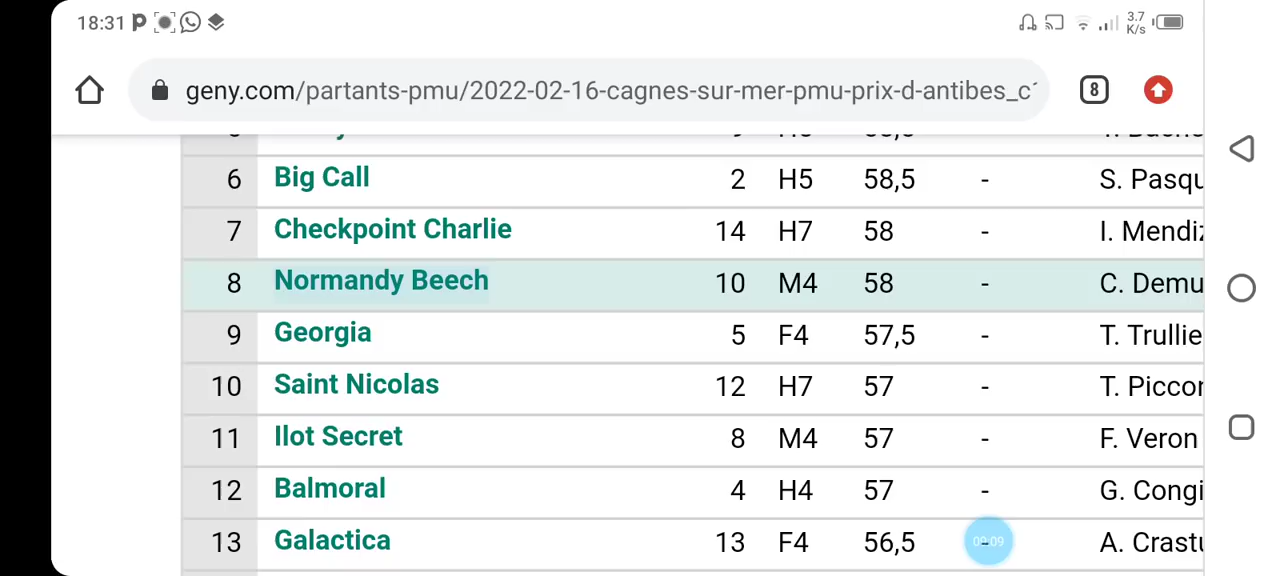 18:31 3.7 K/s
geny.com/partants-pmu/2022-02-16-cagnes-sur-mer-pmu-prix-d-antibes_c 8
6 Big Call 2 H5 58,5 - S. Pasqu
7 Checkpoint Charlie 14 H7 58 - I. Mendiz
8 Normandy Beech 10 M4 58 - C. Demu
9 Georgia 5 F4 57,5 - T. Trullie
10 Saint Nicolas 12 H7 57 - T. Piccor
11 Ilot Secret 8 M4 57 - F. Veron
12 Balmoral 4 H4 57 - G. Congi
13 Galactica 13 F4 56,5 - A. Crast
00:09